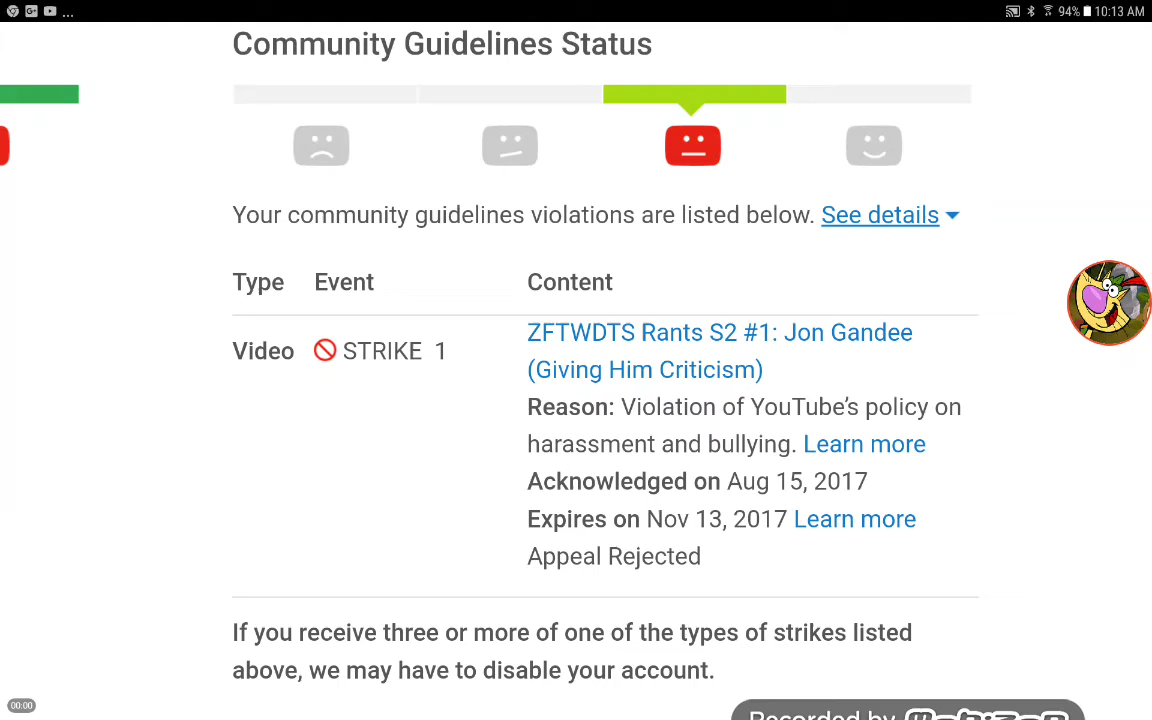 ... 94% 10:13 AM
Community Guidelines Status
Your community guidelines violations are listed below. See details
Type Event Content
Video STRIKE 1 ZFTWDTS Rants S2 #1: Jon Gandee
(Giving Him Criticism)
Reason: Violation of YouTube’s policy on
harassment and bullying. Learn more
Acknowledged on Aug 15, 2017
Expires on Nov 13, 2017 Learn more
Appeal Rejected
If you receive three or more of one of the types of strikes listed
above, we may have to disable your account.
00:00
Recorded by